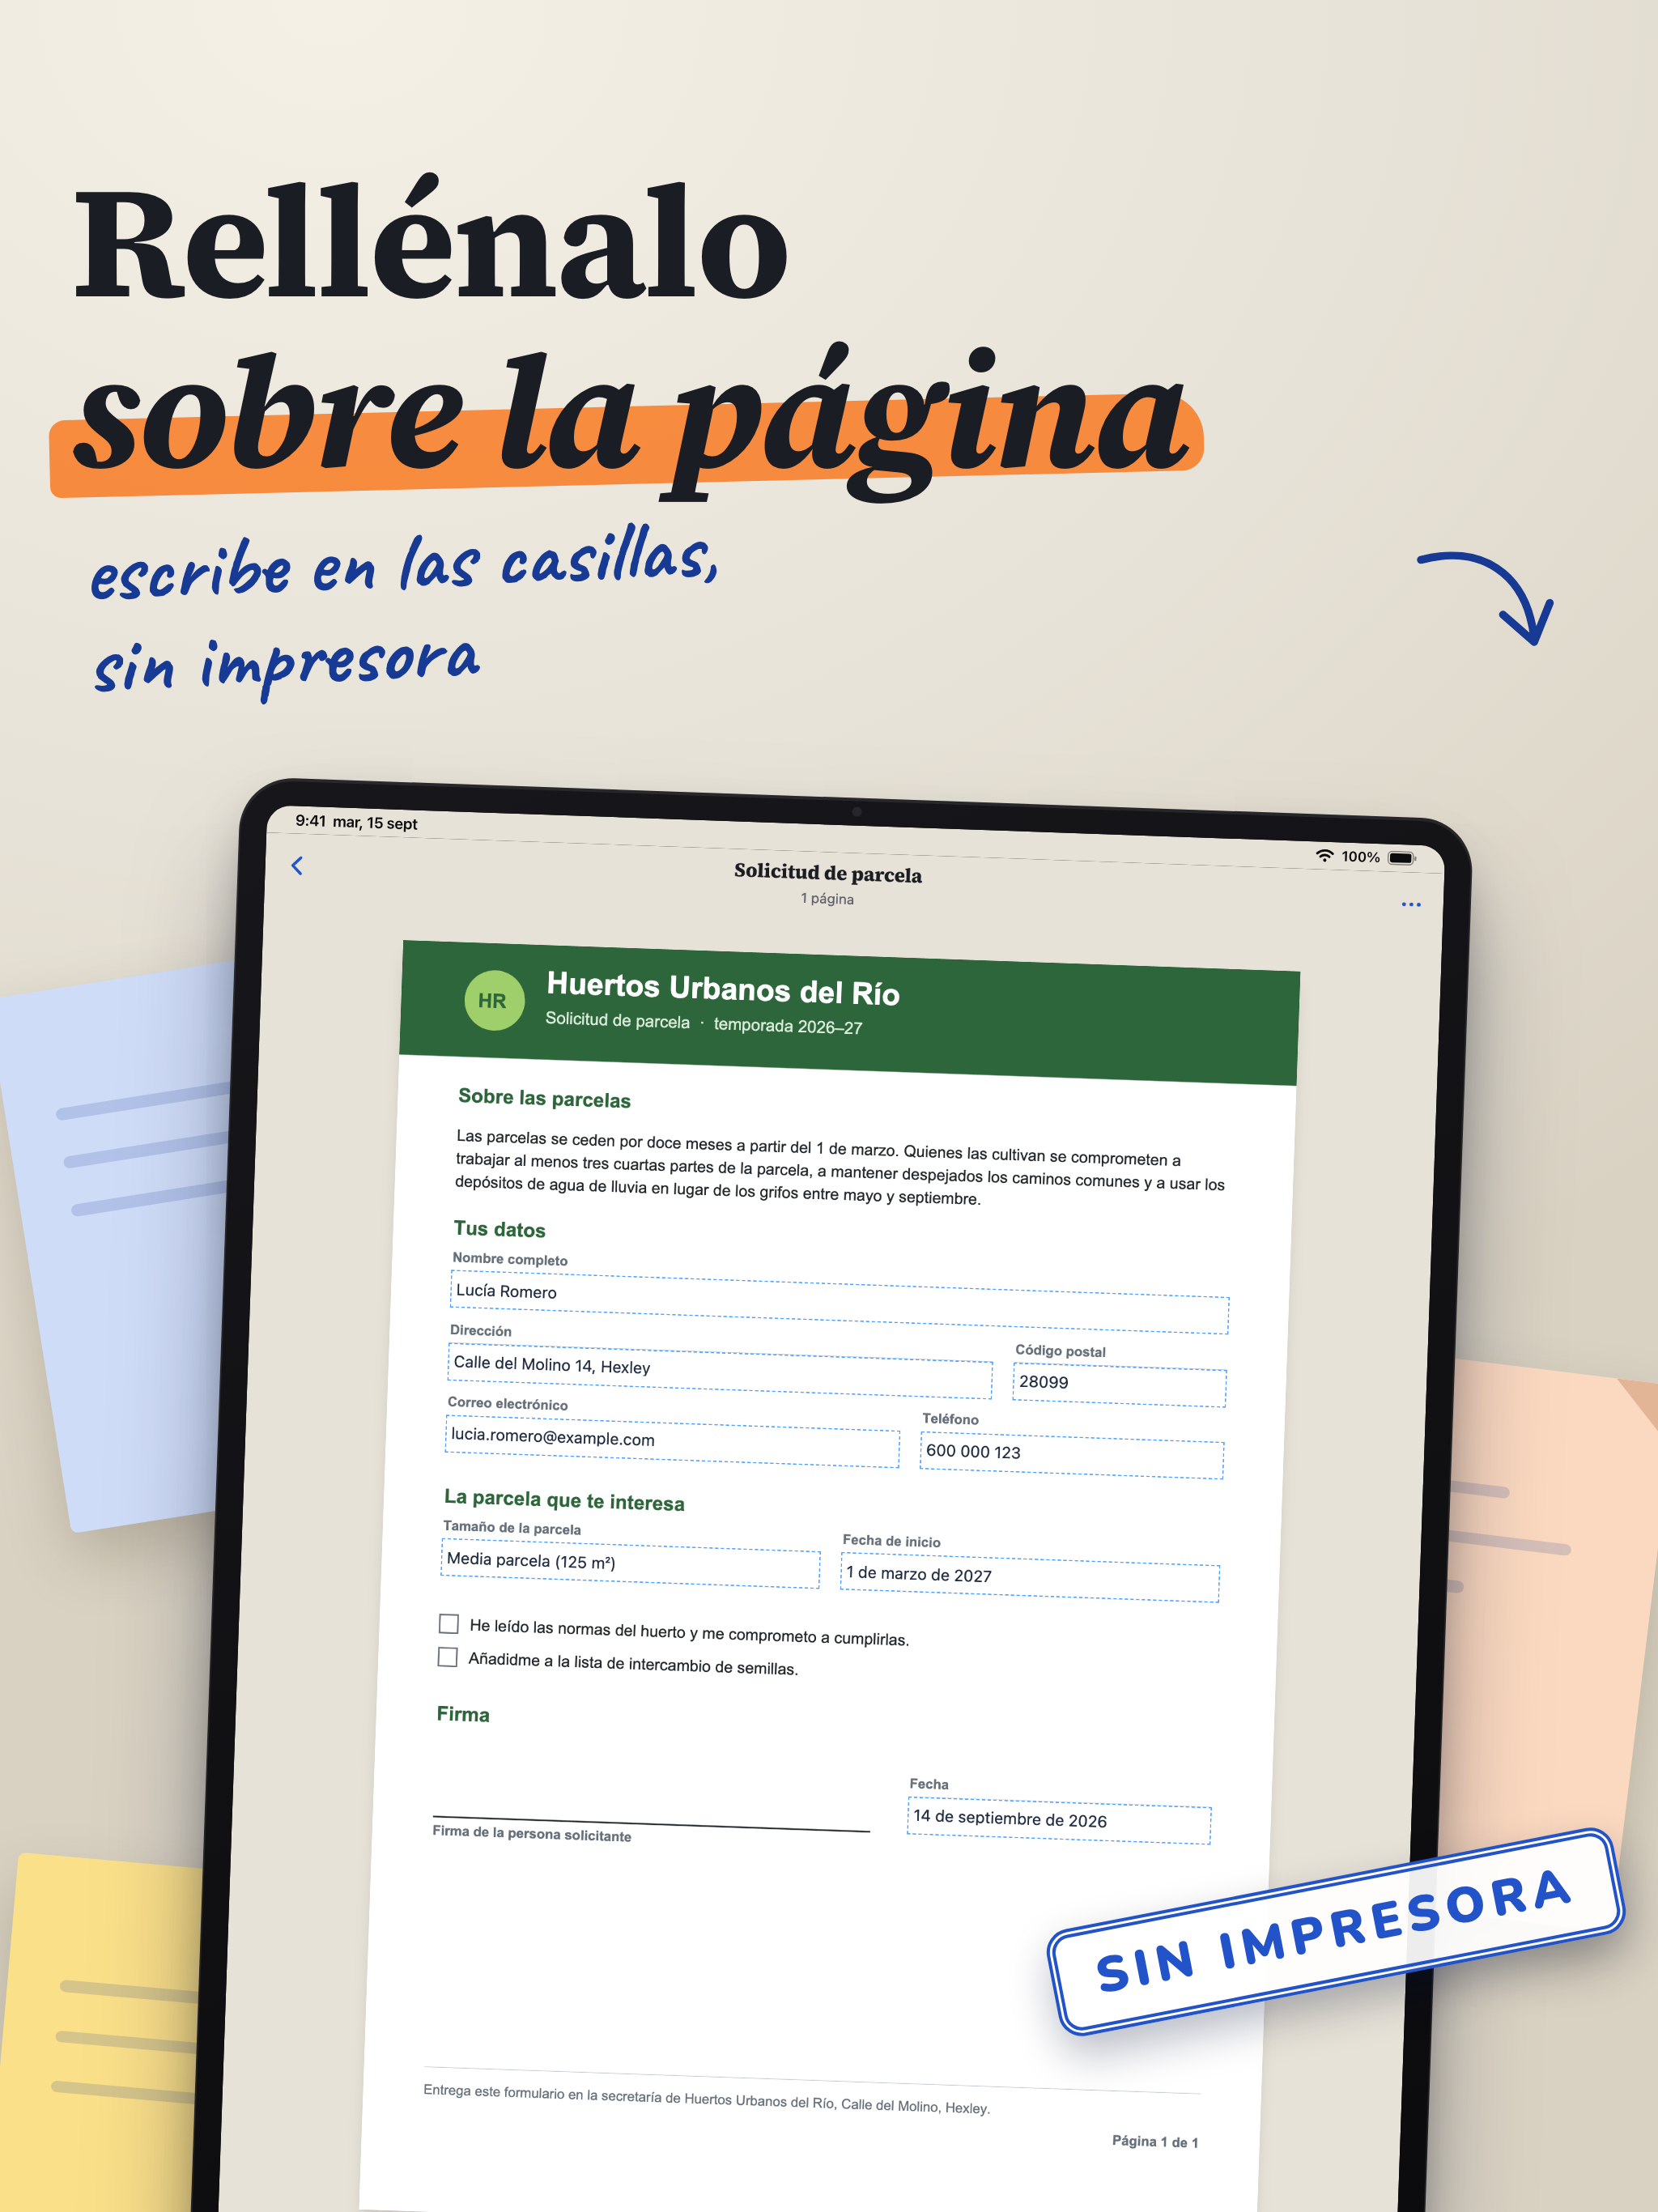 Rellénalo
sobre la página
escribe en las casillas,
sin impresora
9:41 mar, 15 sept
100%
Solicitud de parcela
1 página
HR
Huertos Urbanos del Río
Solicitud de parcela · temporada 2026–27
Sobre las parcelas
Las parcelas se ceden por doce meses a partir del 1 de marzo. Quienes las cultivan se comprometen a
trabajar al menos tres cuartas partes de la parcela, a mantener despejados los caminos comunes y a usar los
depósitos de agua de lluvia en lugar de los grifos entre mayo y septiembre.
Tus datos
Nombre completo
Lucía Romero
Dirección
Código postal
Calle del Molino 14, Hexley
28099
Correo electrónico
Teléfono
lucia.romero@example.com
600 000 123
La parcela que te interesa
Tamaño de la parcela
Fecha de inicio
Media parcela (125 m²)
1 de marzo de 2027
He leído las normas del huerto y me comprometo a cumplirlas.
Añadidme a la lista de intercambio de semillas.
Firma
Fecha
14 de septiembre de 2026
Firma de la persona solicitante
SIN IMPRESORA
Entrega este formulario en la secretaría de Huertos Urbanos del Río, Calle del Molino, Hexley.
Página 1 de 1